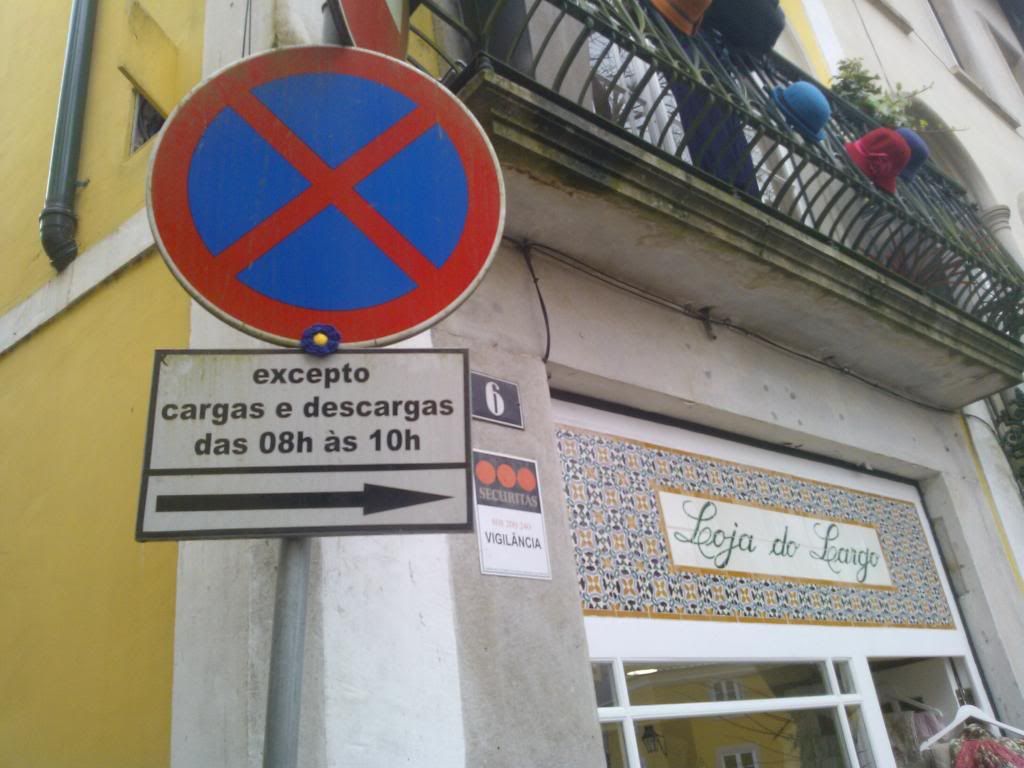 excepto
cargas e descargas
das 08h às 10h
6
SECURITAS
VIGILÂNCIA
Loja do Largo